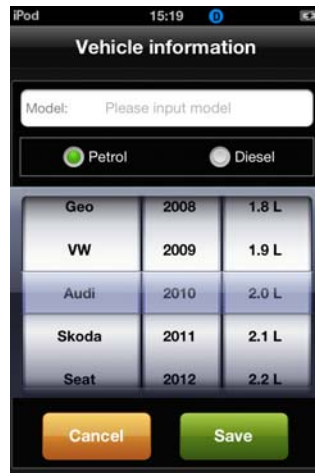 iPod 15:19 D
Vehicle information
Model: Please input model
Petrol Diesel
Geo 2008 1.8 L
VW 2009 1.9 L
Audi 2010 2.0 L
Skoda 2011 2.1 L
Seat 2012 2.2 L
Cancel Save